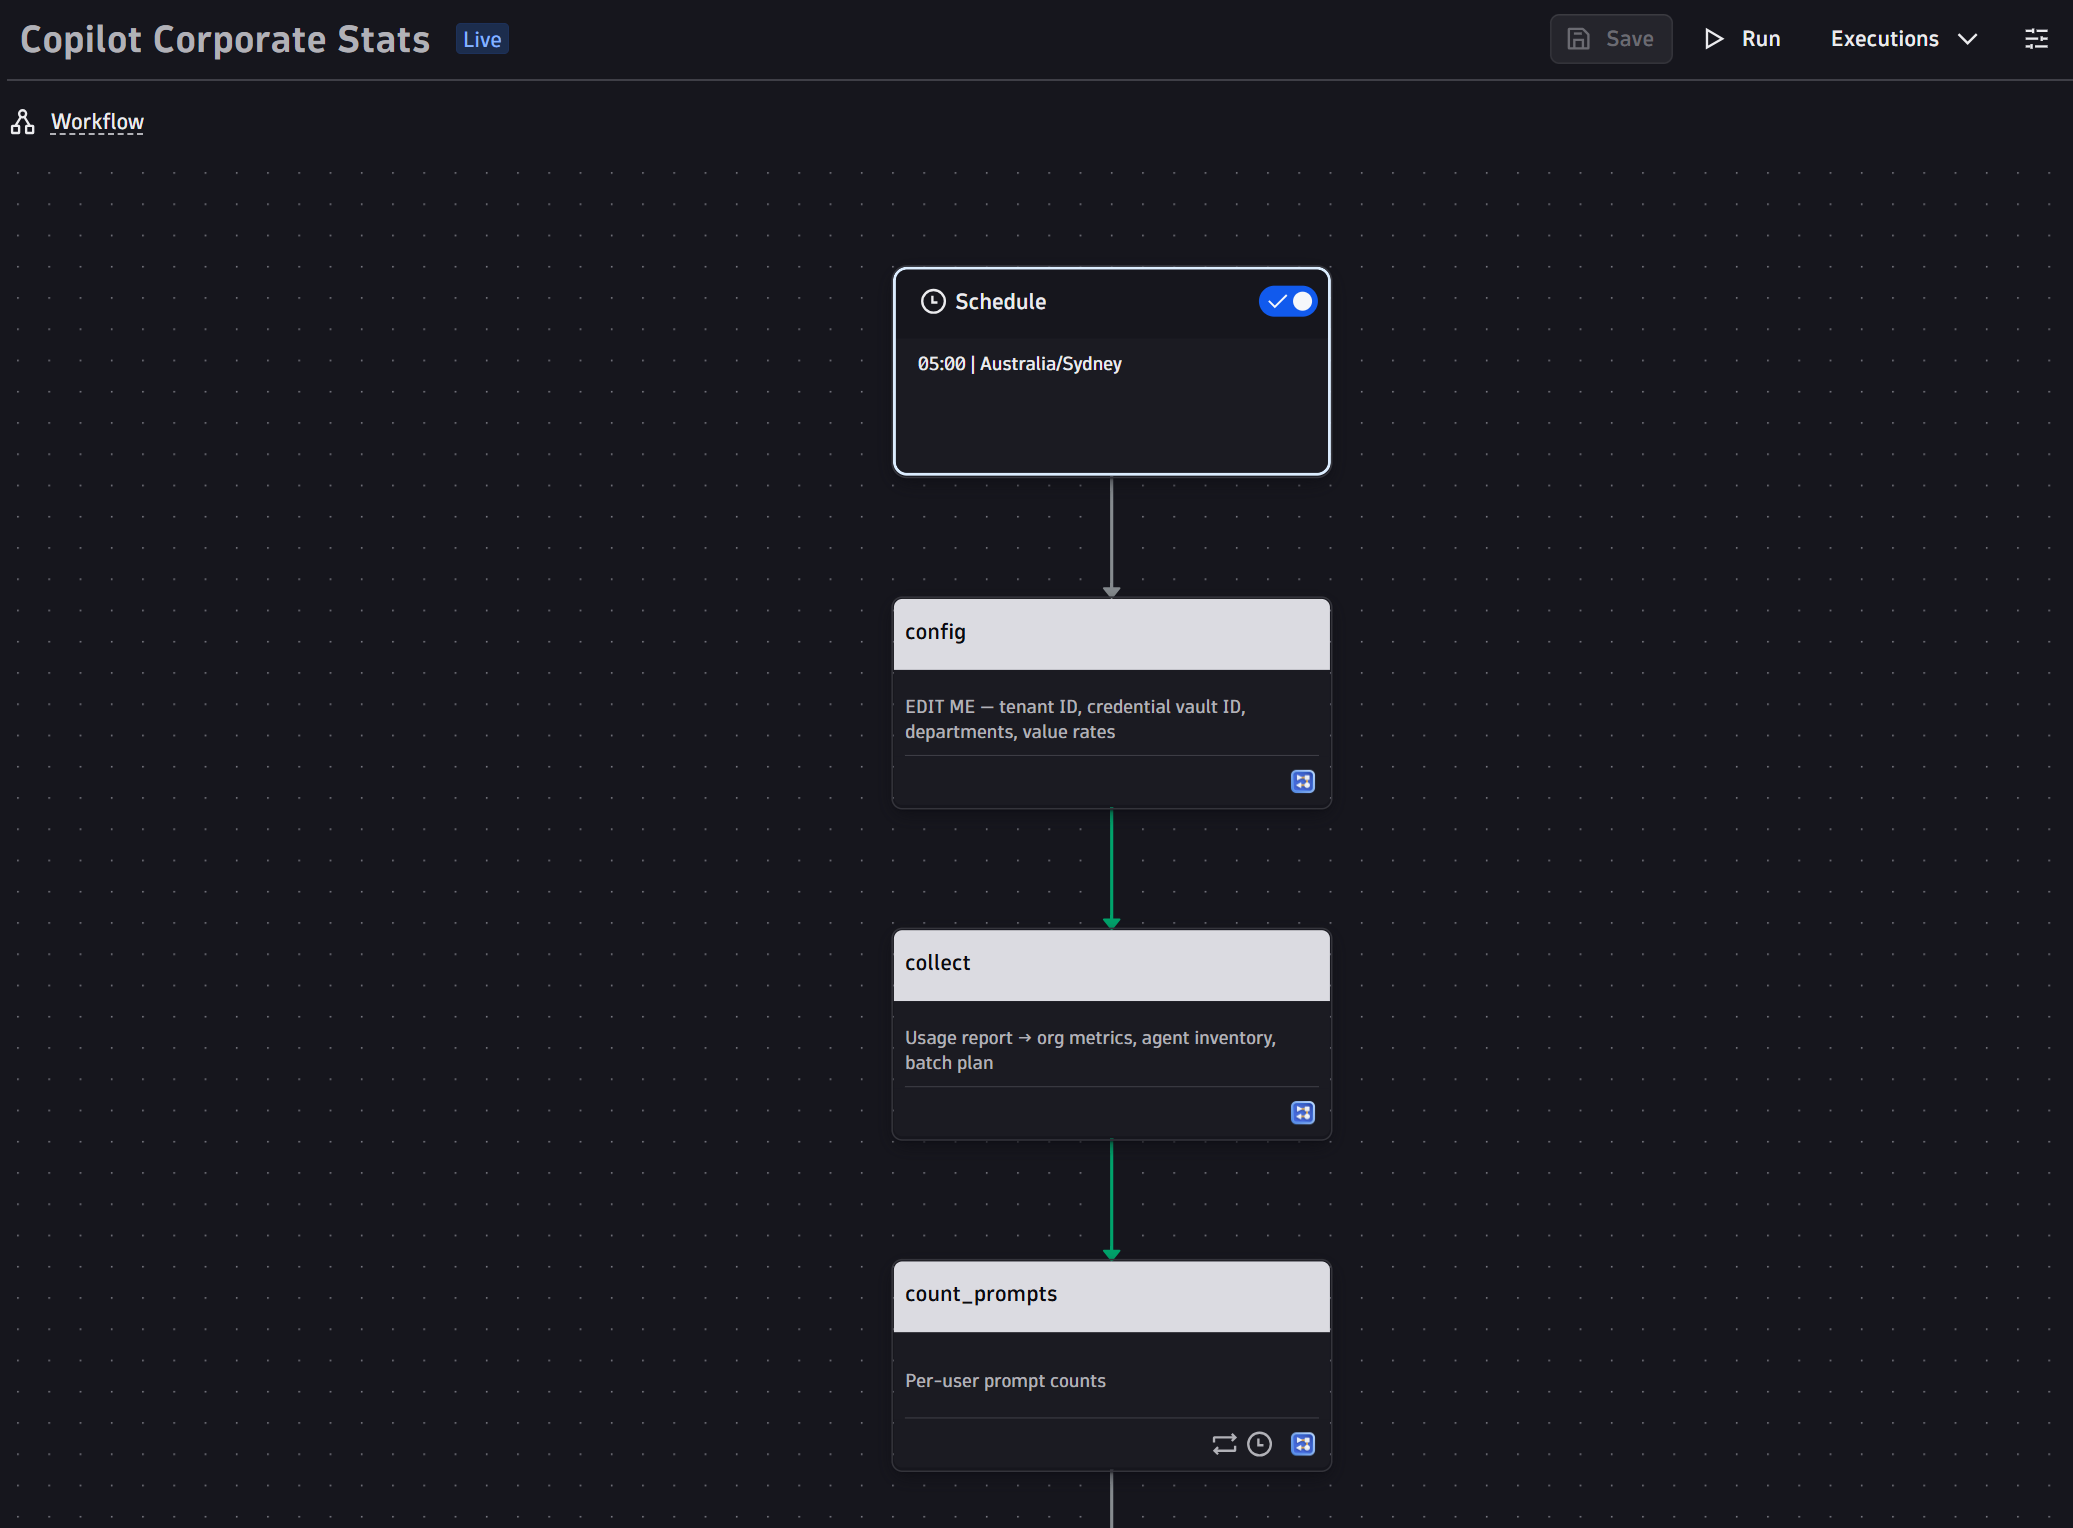 Copilot Corporate Stats
Live
Save
Run
Executions
Workflow
Schedule
05:00 | Australia/Sydney
config
EDIT ME — tenant ID, credential vault ID,
departments, value rates
collect
Usage report → org metrics, agent inventory,
batch plan
count_prompts
Per-user prompt counts